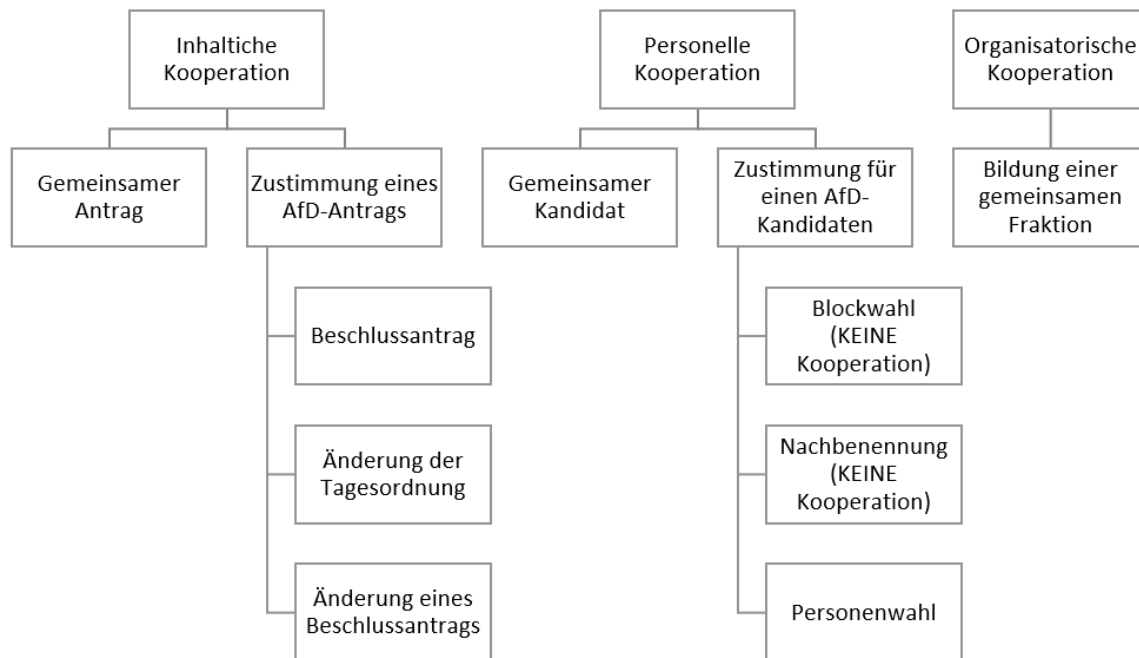 Inhaltiche
Kooperation
Personelle
Kooperation
Organisatorische
Kooperation
Gemeinsamer
Antrag
Zustimmung eines
AfD-Antrags
Gemeinsamer
Kandidat
Zustimmung für
einen AfD-
Kandidaten
Bildung einer
gemeinsamen
Fraktion
Beschlussantrag
Änderung der
Tagesordnung
Änderung eines
Beschlussantrags
Blockwahl
(KEINE
Kooperation)
Nachbenennung
(KEINE
Kooperation)
Personenwahl